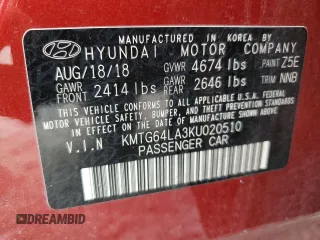 MANUFACTURED IN KOREA BY
HYUNDAI MOTOR COMPANY
AUG/18/18 GVWR 4674 lbs PAINT Z5E
GAWR FRONT 2414 lbs GAWR REAR 2646 lbs TRIM NNB
THIS VEHICLE CONFORMS TO ALL APPLICABLE
U.S. FEDERAL MOTOR VEHICLE SAFETY, BUMPER,
AND THEFT PREVENTION STANDARDS IN EFFECT
ON THE DATE OF MANUFACTURE SHOWN ABOVE.
V.I.N KMTG64LA3KU020510
PASSENGER CAR
DREAMBID